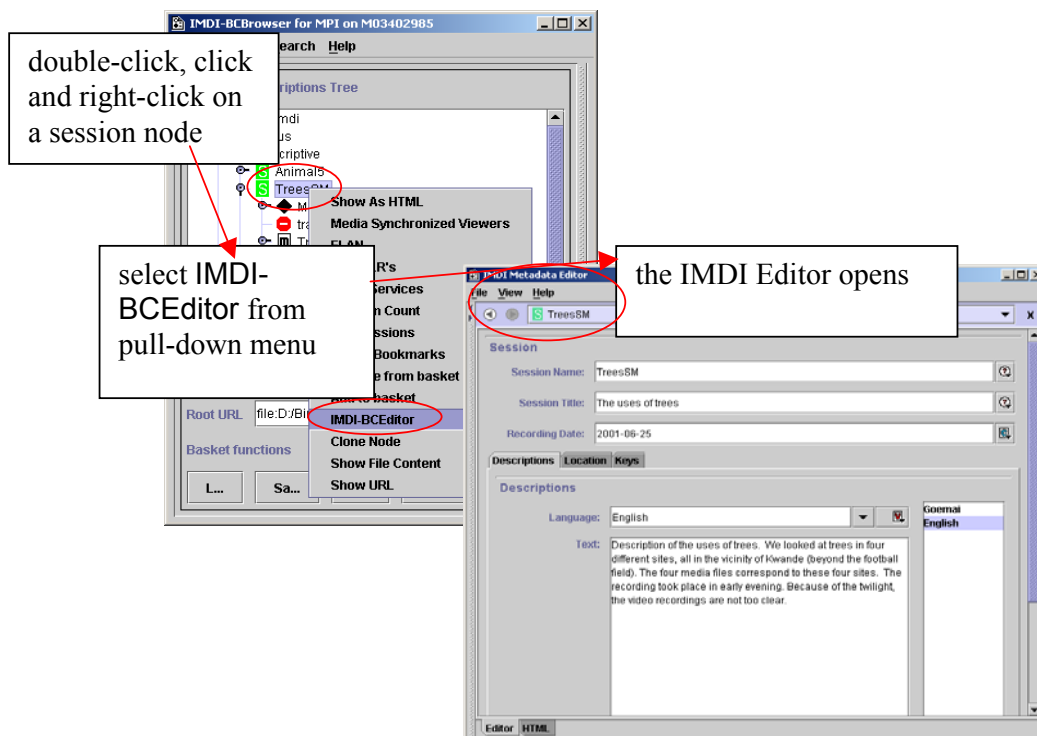 IMDI-BCBrowser for MPI on M03402985
earch Help
double-click, click
and right-click on
a session node
riptions Tree
mdi
us
criptive
Animal5
TreesSM
Show As HTML
Media Synchronized Viewers
ELAN
R's
Services
n Count
ssions
Bookmarks
e from basket
Add to basket
IMDI-BCEditor
Clone Node
Show File Content
Show URL
select IMDI-
BCEditor from
pull-down menu
the IMDI Editor opens
Root URL file:D:/Bi
Basket functions
L... Sa...
IMDI Metadata Editor
File View Help
TreesSM
X
Session
Session Name: TreesSM
Session Title: The uses of trees
Recording Date: 2001-06-25
Descriptions Location Keys
Descriptions
Language: English
Goemai
English
Text: Description of the uses of trees. We looked at trees in four
different sites, all in the vicinity of Kwande (beyond the football
field). The four media files correspond to these four sites. The
recording took place in early evening. Because of the twilight,
the video recordings are not too clear.
Editor HTML